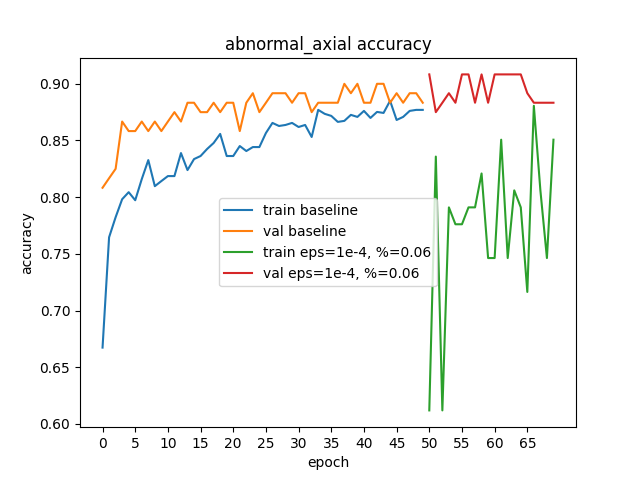 abnormal_axial accuracy
accuracy
0.90
0.85
0.80
0.75
0.70
0.65
0.60
train baseline
val baseline
train eps=1e-4, %=0.06
val eps=1e-4, %=0.06
0 5 10 15 20 25 30 35 40 45 50 55 60 65
epoch